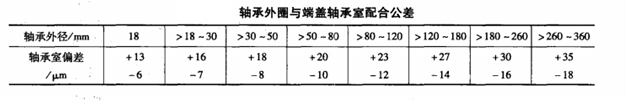 轴承外圈与端盖轴承室配合公差
轴承外径/mm 18 >18~30 >30~50 >50~80 >80~120 >120~180 >180~260 >260~360
轴承室偏差 +13 +16 +18 +20 +23 +27 +30 +35
/μm −6 −7 −8 −10 −12 −14 −16 −18